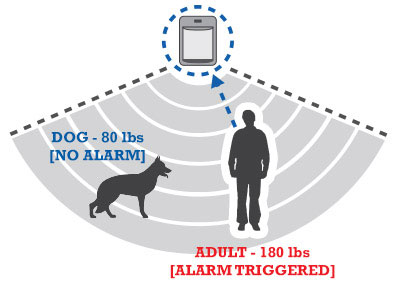 DOG - 80 lbs
[NO ALARM]
ADULT - 180 lbs
[ALARM TRIGGERED]